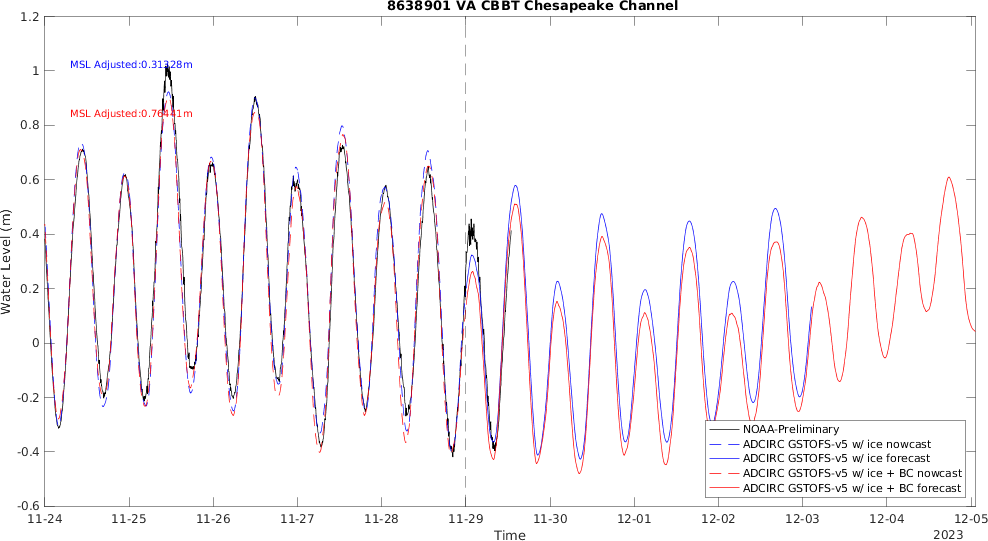 8638901 VA CBBT Chesapeake Channel
1.2
1
0.8
0.6
0.4
0.2
0
-0.2
-0.4
-0.6
Water Level (m)
MSL Adjusted:0.31328m
MSL Adjusted:0.76441m
NOAA-Preliminary
ADCIRC GSTOFS-v5 w/ ice nowcast
ADCIRC GSTOFS-v5 w/ ice forecast
ADCIRC GSTOFS-v5 w/ ice + BC nowcast
ADCIRC GSTOFS-v5 w/ ice + BC forecast
11-24 11-25 11-26 11-27 11-28 11-29 11-30 12-01 12-02 12-03 12-04 12-05
Time
2023